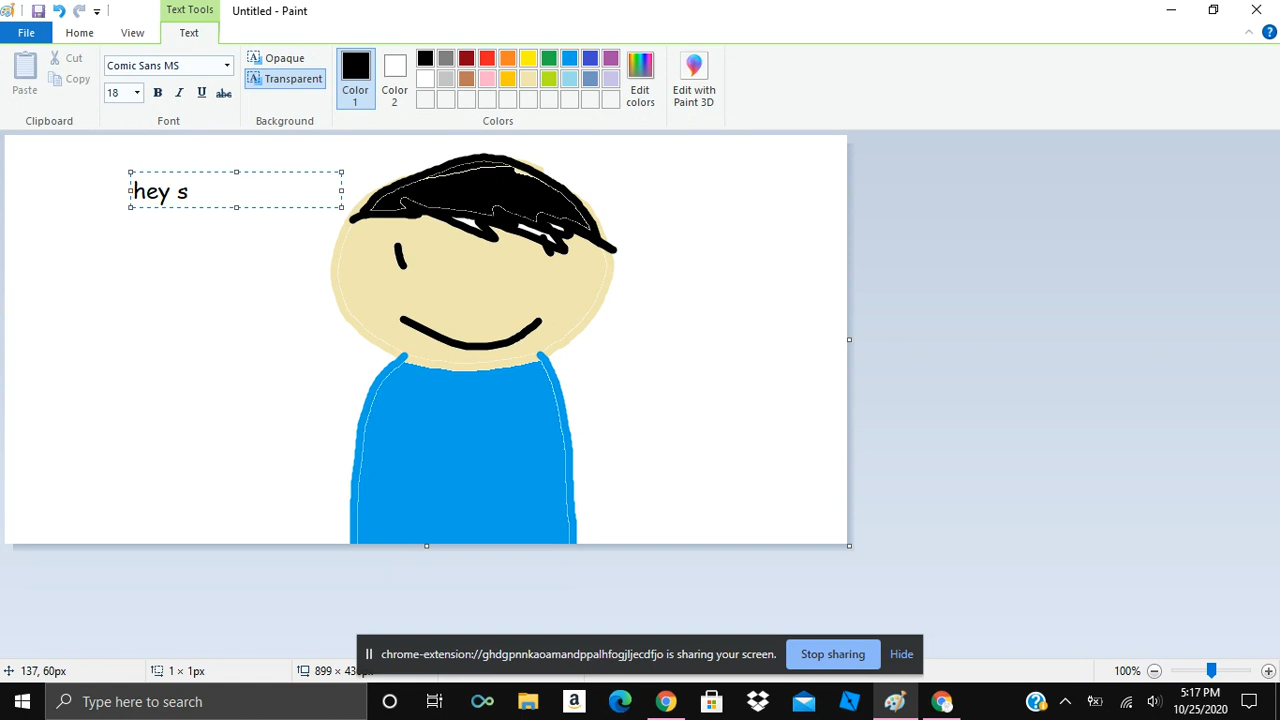 Text Tools
Untitled - Paint
File
Home
View
Text
Paste
Cut
Copy
Clipboard
Comic Sans MS
18
B
I
U
abc
Font
Opaque
Transparent
Background
Color 1
Color 2
Edit colors
Colors
Edit with Paint 3D
hey s
chrome-extension://ghdgpnnkaoamandppalhfogjljecdfjo is sharing your screen.
Stop sharing
Hide
137, 60px
1 × 1px
899 × 43
100%
Type here to search
5:17 PM
10/25/2020